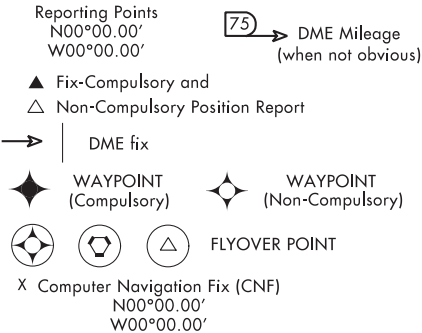 Reporting Points
N00°00.00′
W00°00.00′
75
DME Mileage
(when not obvious)
Fix-Compulsory and
Non-Compulsory Position Report
DME fix
WAYPOINT
(Compulsory)
WAYPOINT
(Non-Compulsory)
FLYOVER POINT
X Computer Navigation Fix (CNF)
N00°00.00′
W00°00.00′